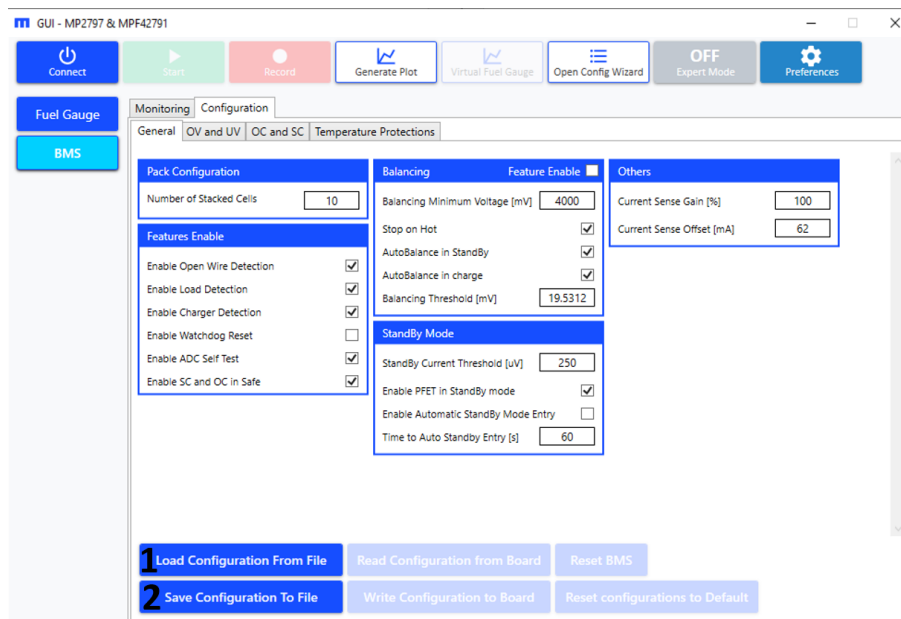 GUI - MP2797 & MPF42791
Connect
Start
Record
Generate Plot
Virtual Fuel Gauge
Open Config Wizard
OFF
Expert Mode
Preferences
Fuel Gauge
BMS
Monitoring Configuration
General OV and UV OC and SC Temperature Protections
Pack Configuration
Number of Stacked Cells 10
Features Enable
Enable Open Wire Detection
Enable Load Detection
Enable Charger Detection
Enable Watchdog Reset
Enable ADC Self Test
Enable SC and OC in Safe
Balancing Feature Enable
Balancing Minimum Voltage [mV] 4000
Stop on Hot
AutoBalance in StandBy
AutoBalance in charge
Balancing Threshold [mV] 19.5312
StandBy Mode
StandBy Current Threshold [uV] 250
Enable PFET in StandBy mode
Enable Automatic StandBy Mode Entry
Time to Auto Standby Entry [s] 60
Others
Current Sense Gain [%] 100
Current Sense Offset [mA] 62
1 Load Configuration From File Read Configuration from Board Reset BMS
2 Save Configuration To File Write Configuration to Board Reset configurations to Default